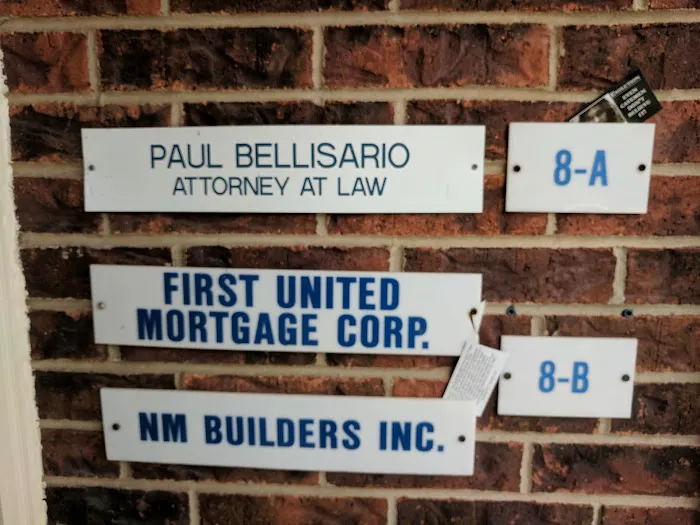 PAUL BELLISARIO
ATTORNEY AT LAW
8-A
FIRST UNITED
MORTGAGE CORP.
8-B
NM BUILDERS INC.